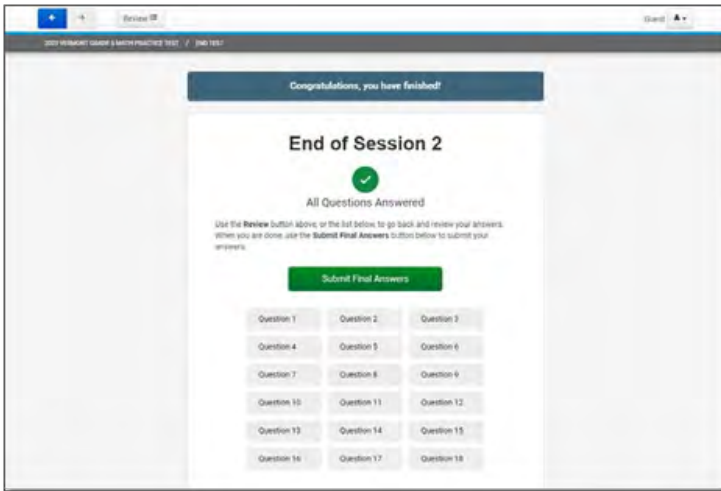 Review
Guest A
VERMONT GRADE MATH PRACTICE TEST / END TEST
Congratulations, you have finished!
End of Session 2
All Questions Answered
Use the Review button above, or the list below, to go back and review your answers.
When you are done, use the Submit Final Answers button below to submit your
answers.
Submit Final Answers
Question 1 Question 2 Question 3
Question 4 Question 5 Question 6
Question 7 Question 8 Question 9
Question 10 Question 11 Question 12
Question 13 Question 14 Question 15
Question 16 Question 17 Question 18